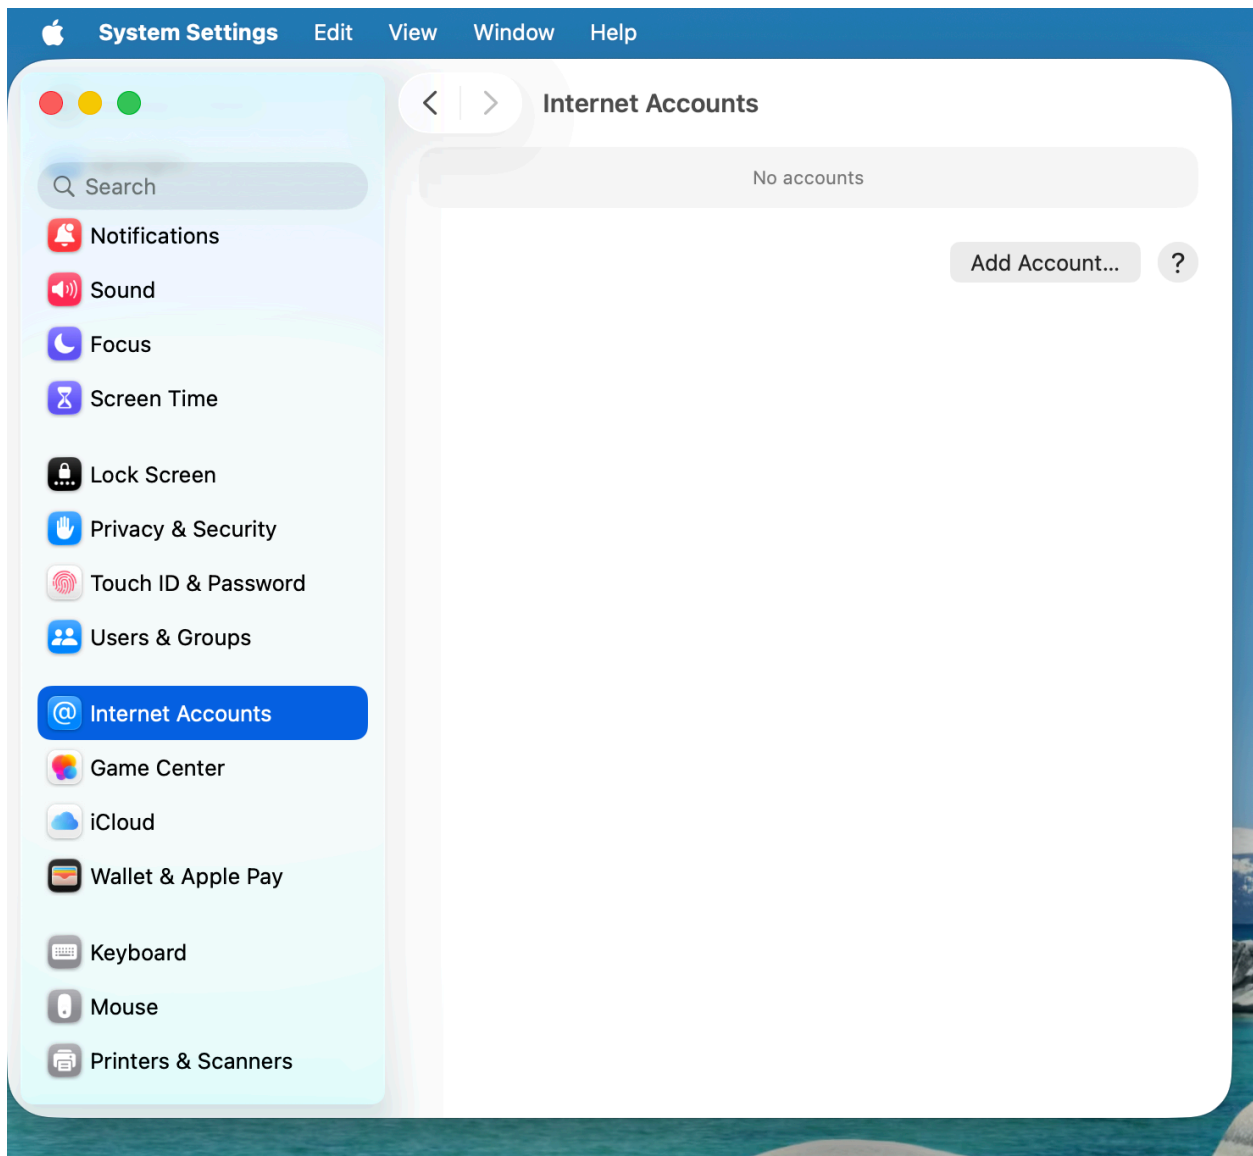 System Settings Edit View Window Help
Internet Accounts
Search
Notifications
Sound
Focus
Screen Time
Lock Screen
Privacy & Security
Touch ID & Password
Users & Groups
Internet Accounts
Game Center
iCloud
Wallet & Apple Pay
Keyboard
Mouse
Printers & Scanners
No accounts
Add Account... ?